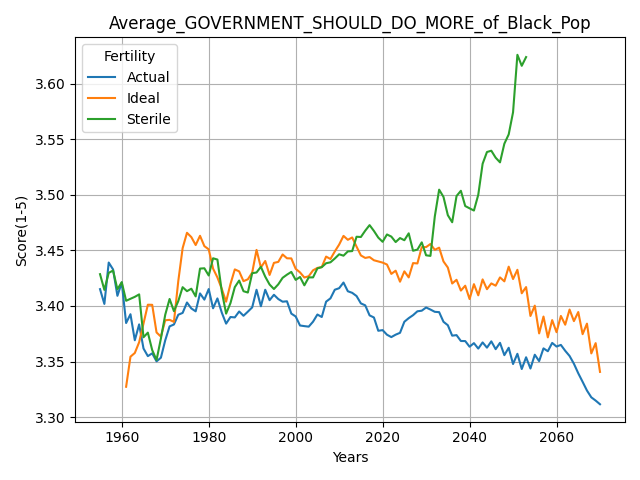 Average_GOVERNMENT_SHOULD_DO_MORE_of_Black_Pop
Fertility
Actual
Ideal
Sterile
Score(1-5)
3.60
3.55
3.50
3.45
3.40
3.35
3.30
1960 1980 2000 2020 2040 2060
Years